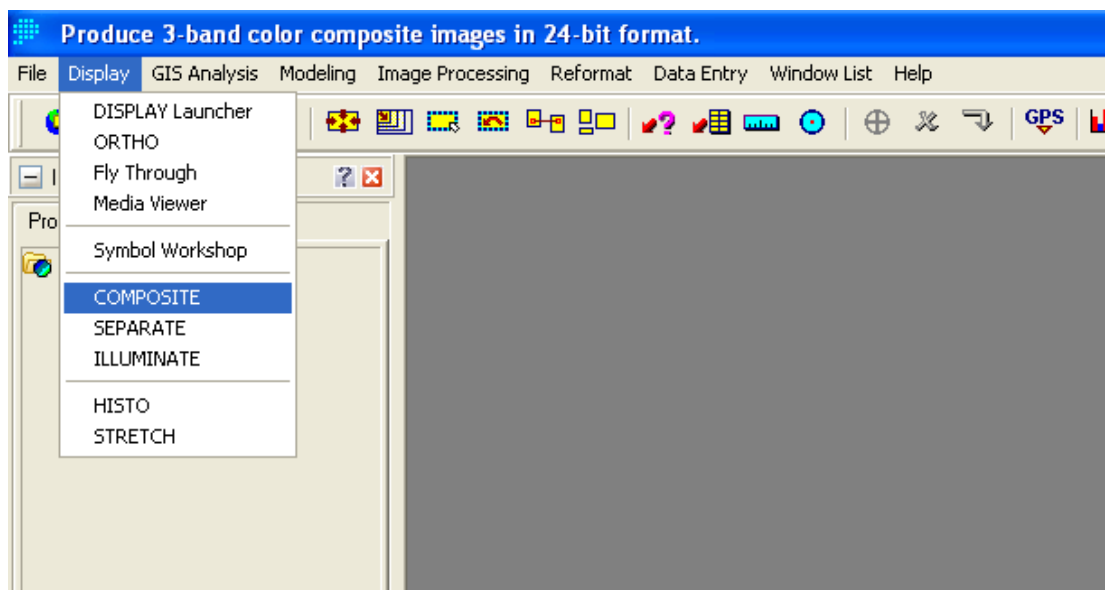 Produce 3-band color composite images in 24-bit format.
File Display GIS Analysis Modeling Image Processing Reformat Data Entry Window List Help
DISPLAY Launcher
ORTHO
Fly Through
Media Viewer
Symbol Workshop
COMPOSITE
SEPARATE
ILLUMINATE
HISTO
STRETCH
GPS
Pro